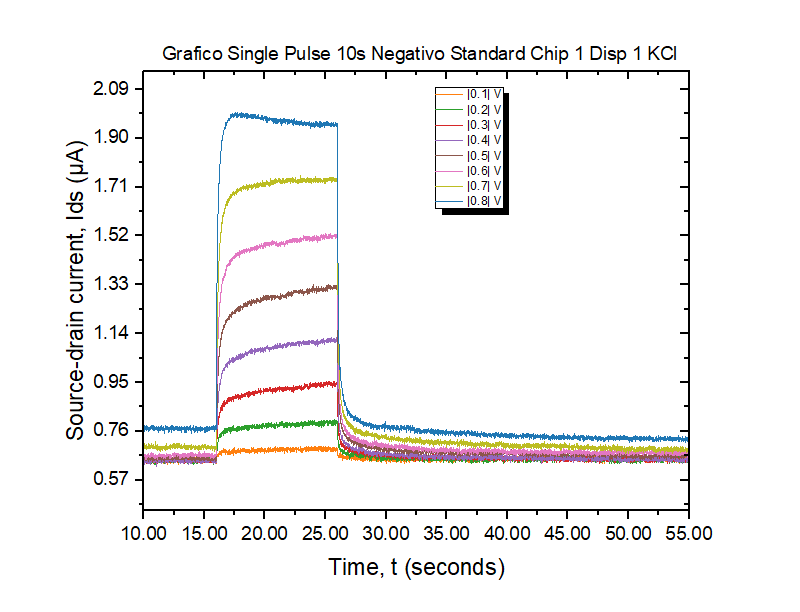 Grafico Single Pulse 10s Negativo Standard Chip 1 Disp 1 KCl
|0.1| V
|0.2| V
|0.3| V
|0.4| V
|0.5| V
|0.6| V
|0.7| V
|0.8| V
Source-drain current, Ids (µA)
2.09
1.90
1.71
1.52
1.33
1.14
0.95
0.76
0.57
10.00 15.00 20.00 25.00 30.00 35.00 40.00 45.00 50.00 55.00
Time, t (seconds)